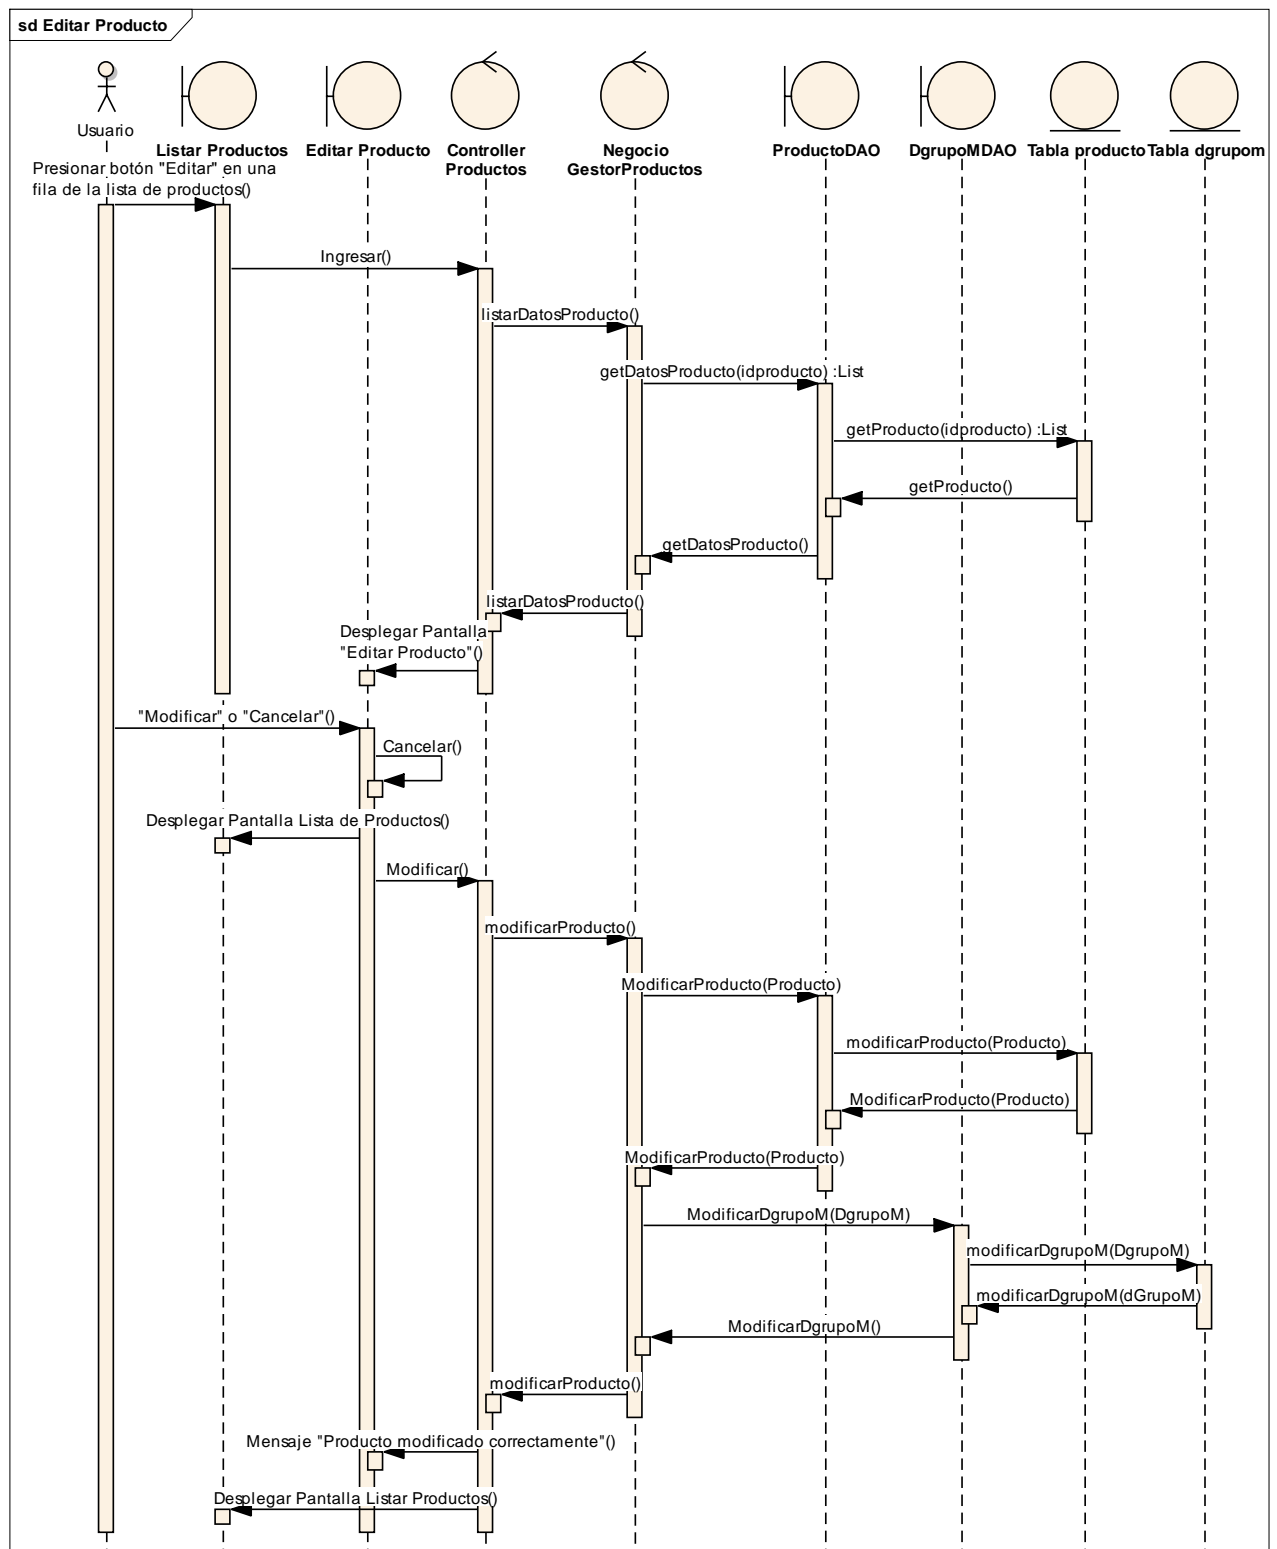 sd Editar Producto
Usuario
Listar Productos
Editar Producto
Controller
Productos
Negocio
GestorProductos
ProductoDAO
DgrupoMDAO
Tabla producto
Tabla dgrupom
Presionar botón "Editar" en una
fila de la lista de productos()
Ingresar()
listarDatosProducto()
getDatosProducto(idproducto) :List
getProducto(idproducto) :List
getProducto()
getDatosProducto()
listarDatosProducto()
Desplegar Pantalla
"Editar Producto"()
"Modificar" o "Cancelar"()
Cancelar()
Desplegar Pantalla Lista de Productos()
Modificar()
modificarProducto()
ModificarProducto(Producto)
modificarProducto(Producto)
ModificarProducto(Producto)
ModificarProducto(Producto)
ModificarDgrupoM(DgrupoM)
modificarDgrupoM(DgrupoM)
modificarDgrupoM(dGrupoM)
ModificarDgrupoM()
modificarProducto()
Mensaje "Producto modificado correctamente"()
Desplegar Pantalla Listar Productos()